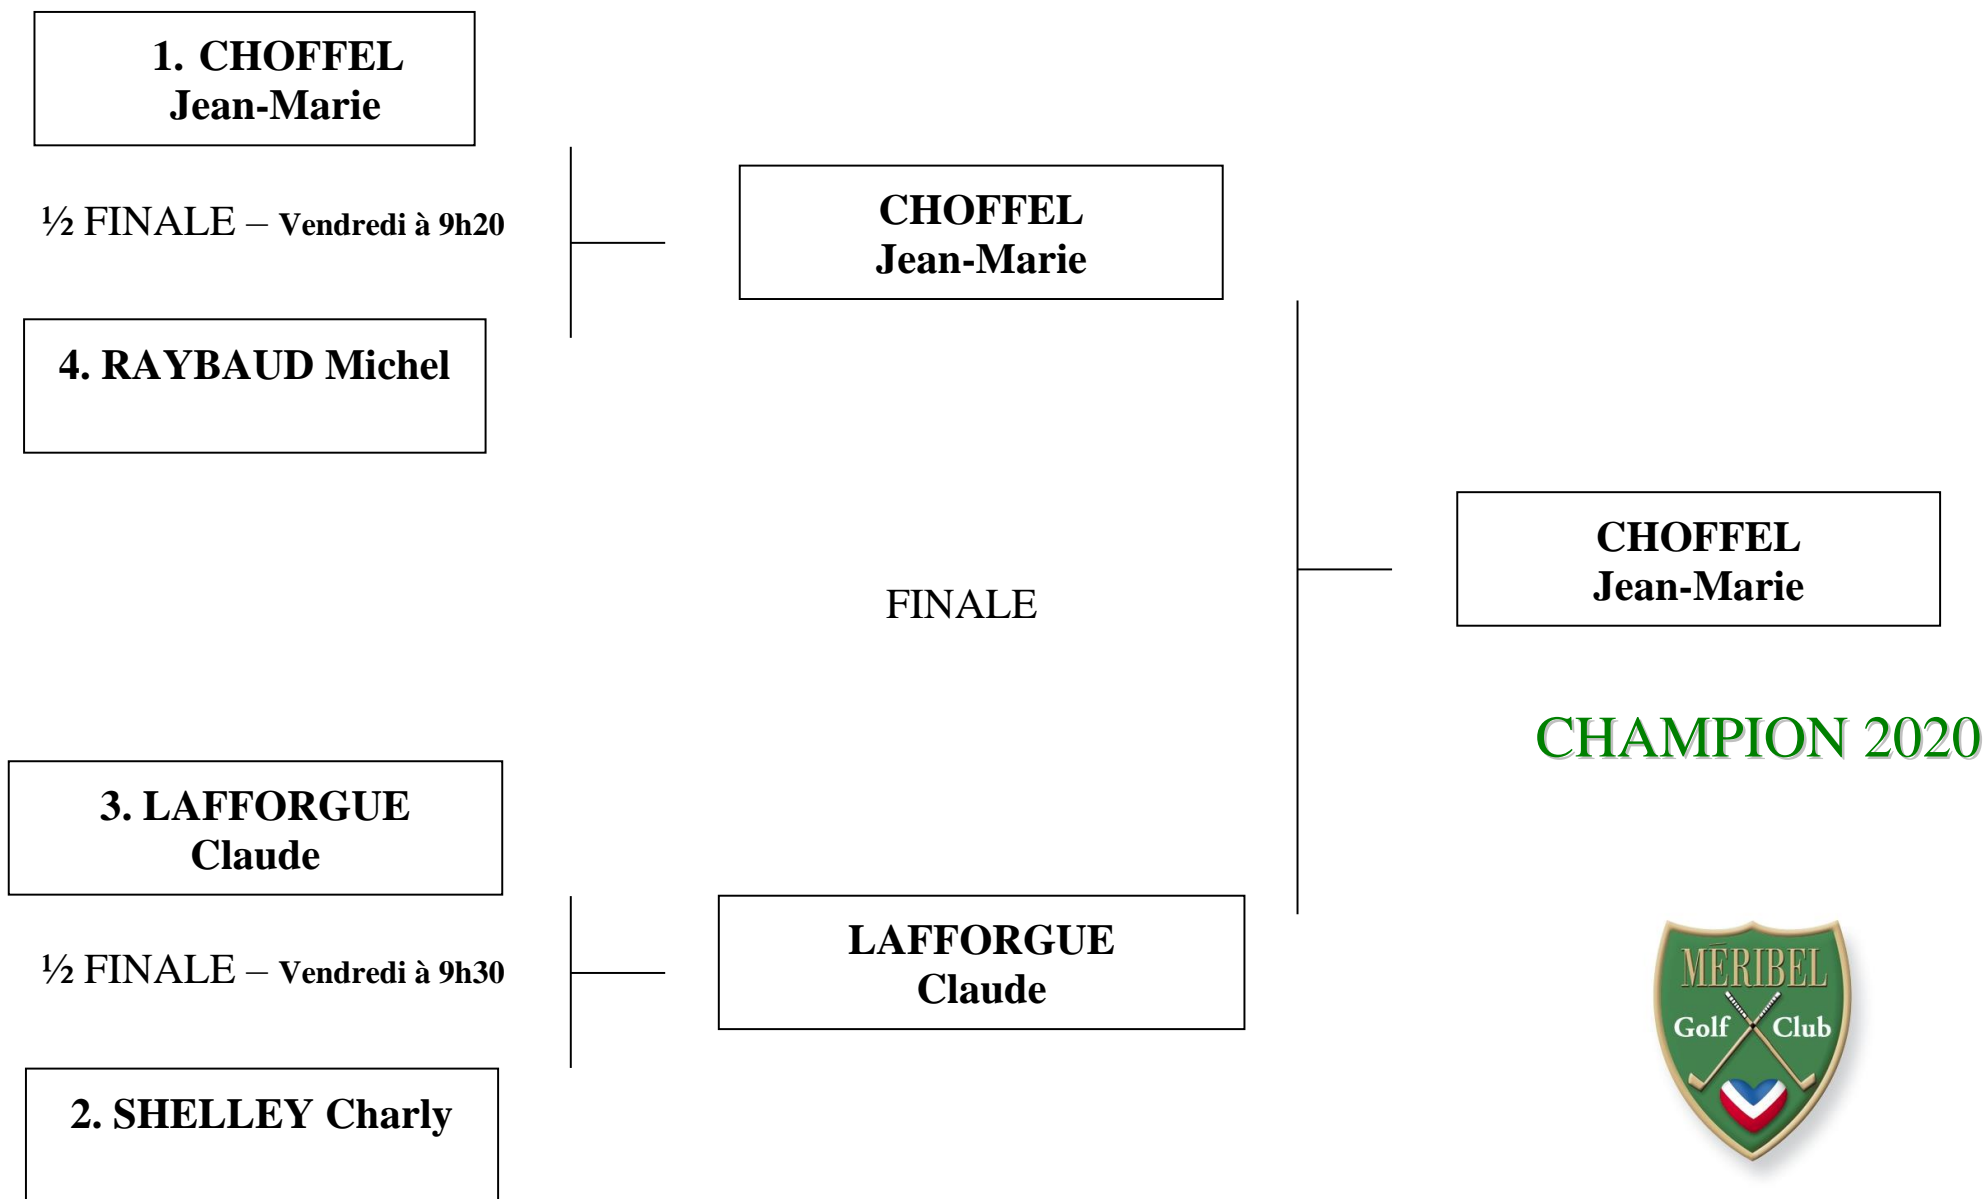 1. CHOFFEL
Jean-Marie
½ FINALE – Vendredi à 9h20
4. RAYBAUD Michel
CHOFFEL
Jean-Marie
FINALE
CHOFFEL
Jean-Marie
CHAMPION 2020
3. LAFFORGUE
Claude
½ FINALE – Vendredi à 9h30
2. SHELLEY Charly
LAFFORGUE
Claude
MÉRIBEL
Golf Club